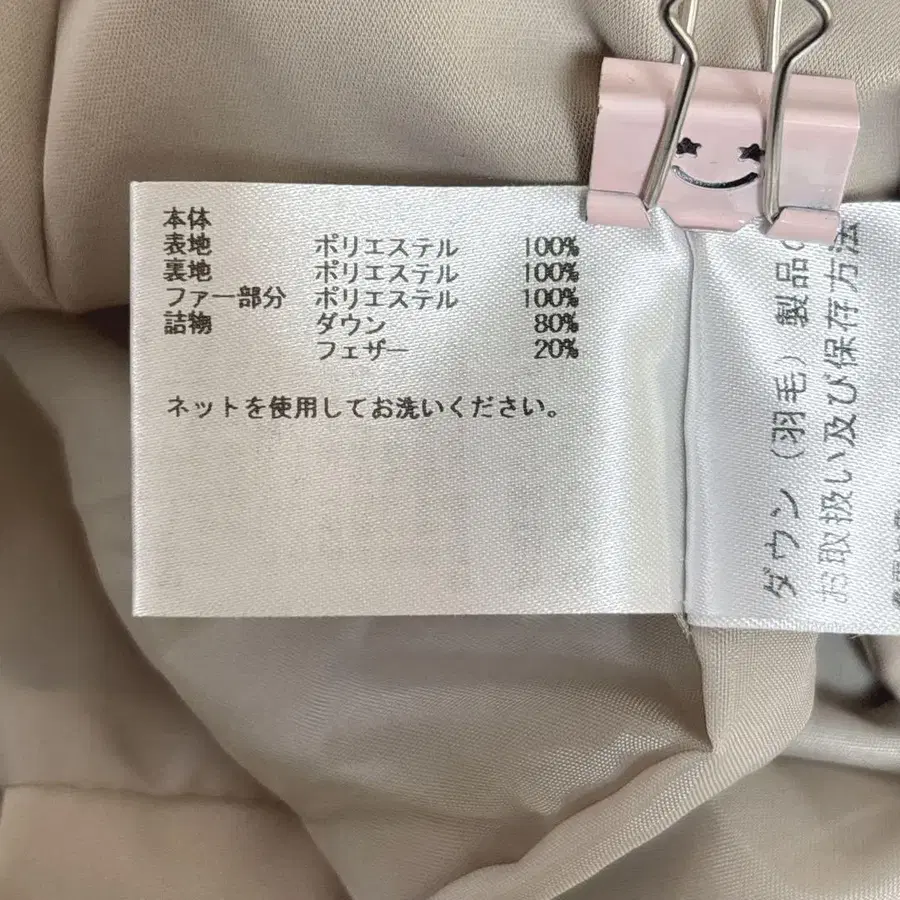 本体
表地 ポリエステル 100%
裏地 ポリエステル 100%
ファー部分 ポリエステル 100%
詰物 ダウン 80%
フェザー 20%
ネットを使用してお洗いください。
ダウン（羽毛）製品
お取扱い及び保存方法